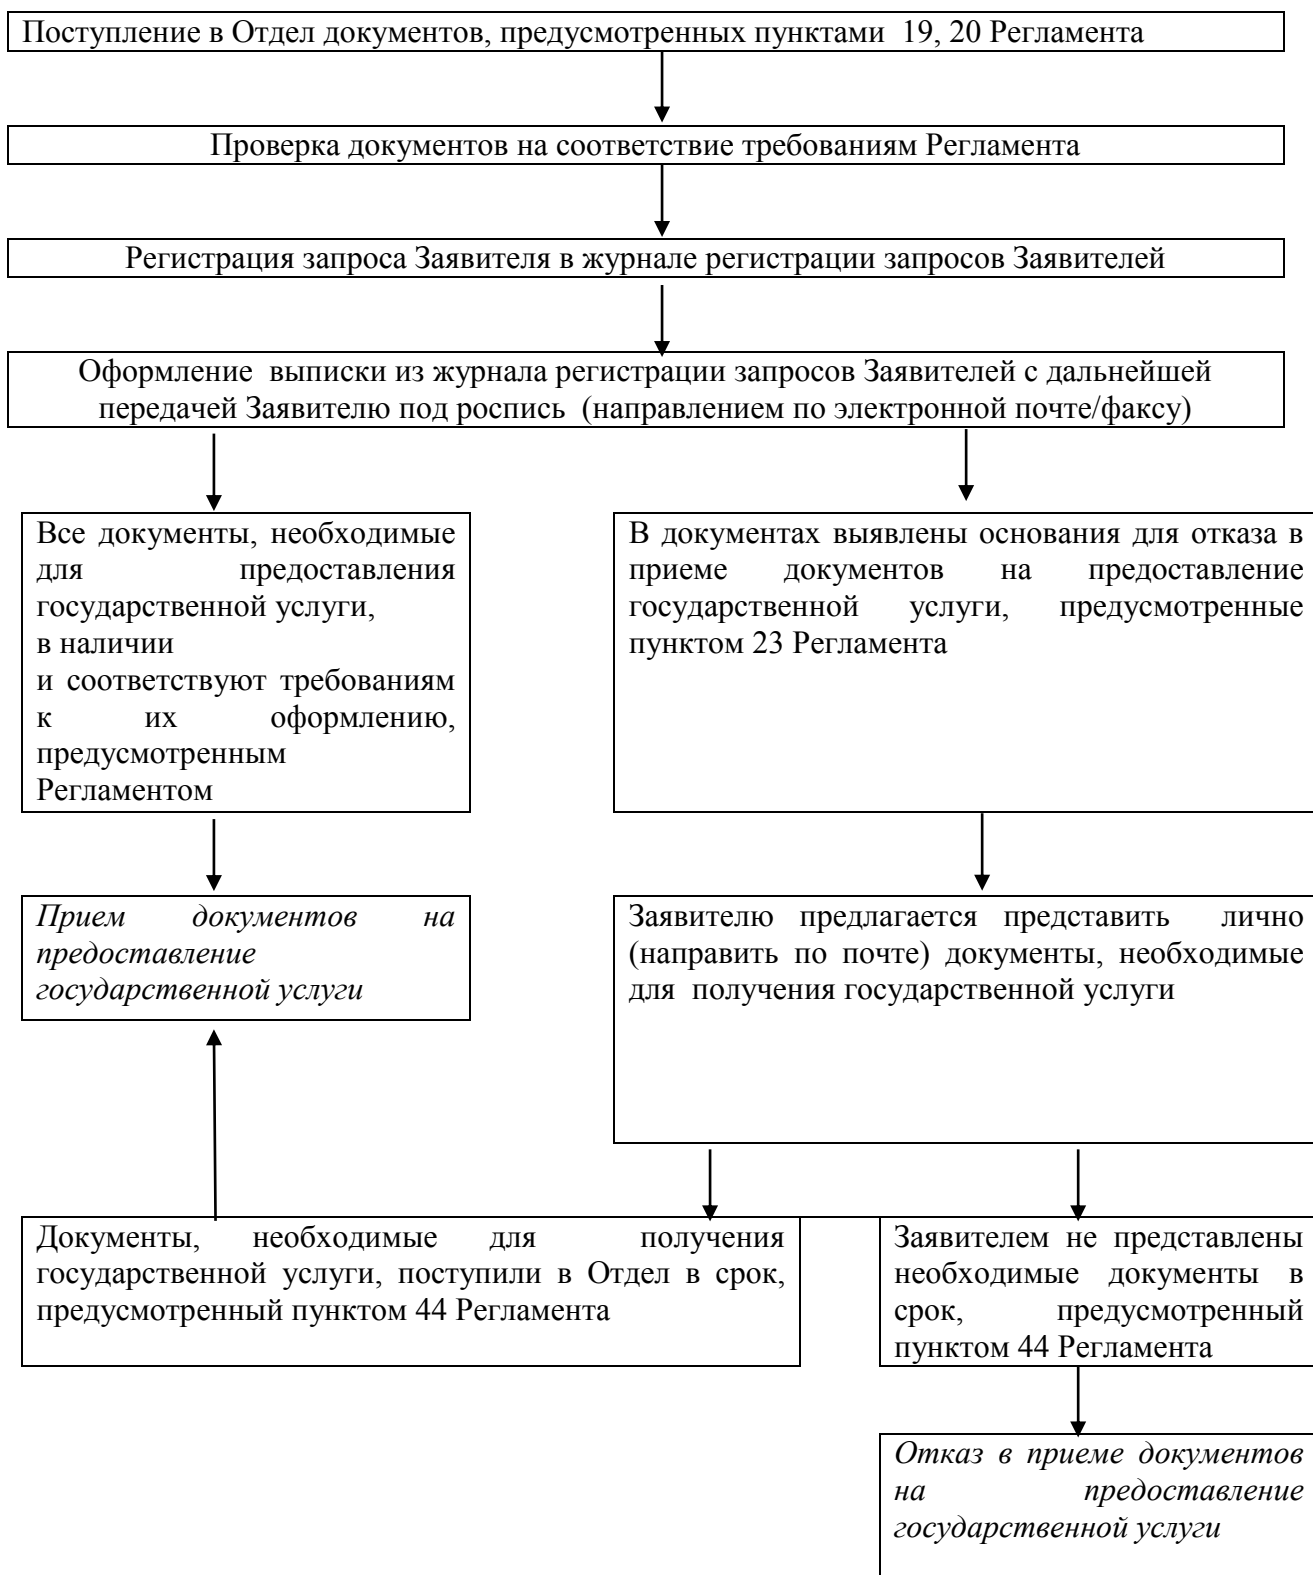 Поступление в Отдел документов, предусмотренных пунктами 19, 20 Регламента
Проверка документов на соответствие требованиям Регламента
Регистрация запроса Заявителя в журнале регистрации запросов Заявителей
Оформление выписки из журнала регистрации запросов Заявителей с дальнейшей
передачей Заявителю под роспись (направлением по электронной почте/факсу)
Все документы, необходимые
для предоставления
государственной услуги,
в наличии
и соответствуют требованиям
к их оформлению,
предусмотренным
Регламентом
В документах выявлены основания для отказа в
приеме документов на предоставление
государственной услуги, предусмотренные
пунктом 23 Регламента
Прием документов на
предоставление
государственной услуги
Заявителю предлагается представить лично
(направить по почте) документы, необходимые
для получения государственной услуги
Документы, необходимые для получения
государственной услуги, поступили в Отдел в срок,
предусмотренный пунктом 44 Регламента
Заявителем не представлены
необходимые документы в
срок, предусмотренный
пунктом 44 Регламента
Отказ в приеме документов
на предоставление
государственной услуги